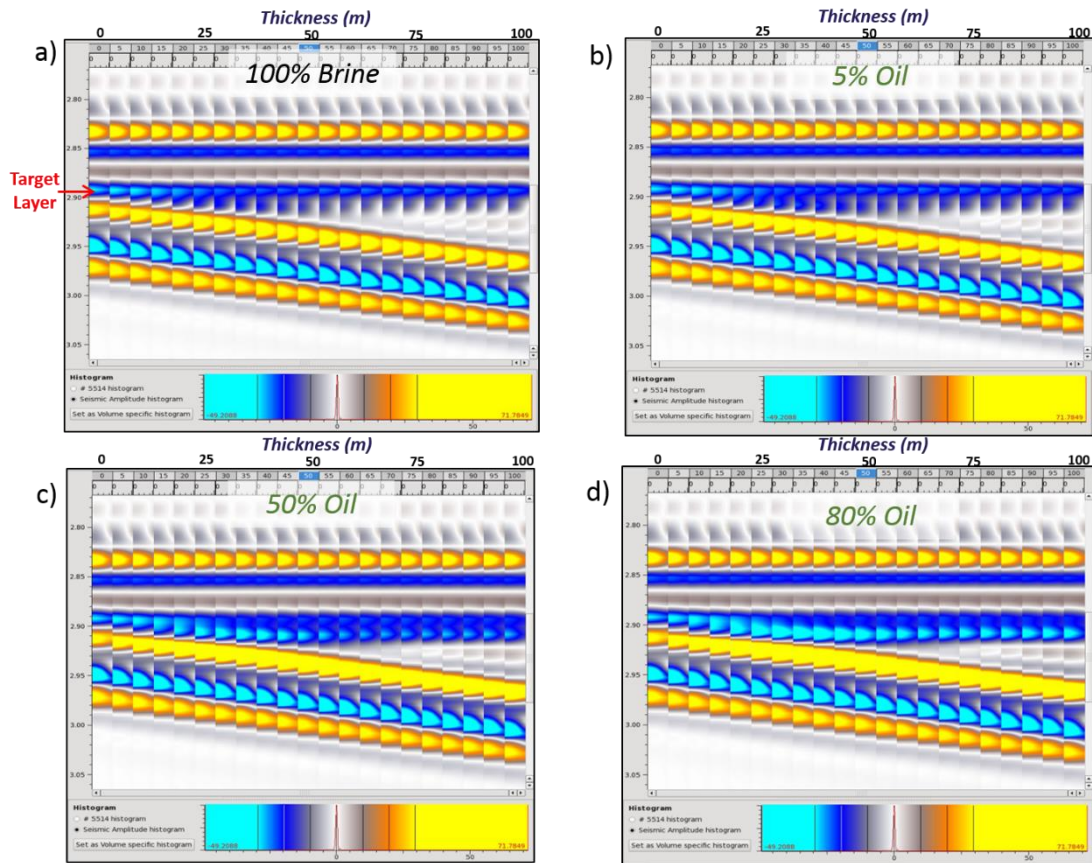 Thickness (m)
0 25 50 75 100
a)
0 5 10 15 20 25 30 35 40 45 50 55 60 65 70 75 80 85 90 95 100
100% Brine
2.80
2.85
Target
Layer
2.90
2.95
3.00
3.05
Histogram
# 5514 histogram
Seismic Amplitude histogram
Set as Volume specific histogram
-49.2088
71.7849
0 50
Thickness (m)
0 25 50 75 100
b)
0 5 10 15 20 25 30 35 40 45 50 55 60 65 70 75 80 85 90 95 100
5% Oil
2.80
2.85
2.90
2.95
3.00
3.05
Histogram
# 5514 histogram
Seismic Amplitude histogram
Set as Volume specific histogram
-49.2088
71.7849
0 50
Thickness (m)
0 25 50 75 100
c)
0 5 10 15 20 25 30 35 40 45 50 55 60 65 70 75 80 85 90 95 100
50% Oil
2.80
2.85
2.90
2.95
3.00
3.05
Histogram
# 5514 histogram
Seismic Amplitude histogram
Set as Volume specific histogram
-49.2088
71.7849
0 50
Thickness (m)
0 25 50 75 100
d)
0 5 10 15 20 25 30 35 40 45 50 55 60 65 70 75 80 85 90 95 100
80% Oil
2.80
2.85
2.90
2.95
3.00
3.05
Histogram
# 5514 histogram
Seismic Amplitude histogram
Set as Volume specific histogram
-49.2088
71.7849
0 50